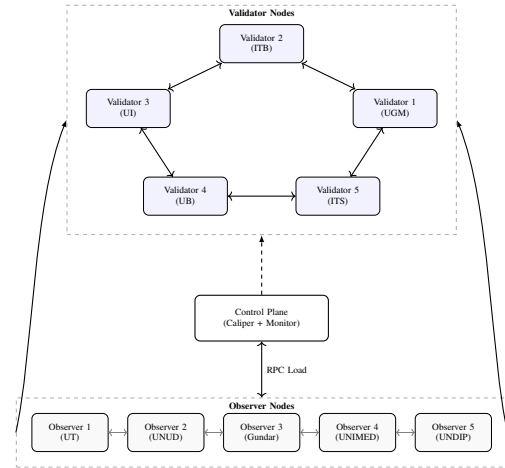 Validator Nodes
Validator 2
(ITB)
Validator 3
(UI)
Validator 1
(UGM)
Validator 4
(UB)
Validator 5
(ITS)
Control Plane
(Caliper + Monitor)
RPC Load
Observer Nodes
Observer 1
(UT)
Observer 2
(UNUD)
Observer 3
(Gundar)
Observer 4
(UNIMED)
Observer 5
(UNDIP)